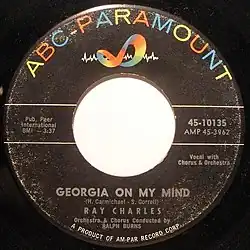 ABC-PARAMOUNT
Pub. Peer
International
BMI - 3:37
45-10135
AMP 45-3962
Vocal with
Chorus & Orchestra
GEORGIA ON MY MIND
(H. Carmichael - S. Correll)
RAY CHARLES
Orchestra & Chorus Conducted by
RALPH BURNS
A PRODUCT OF AM-PAR RECORD CORP.